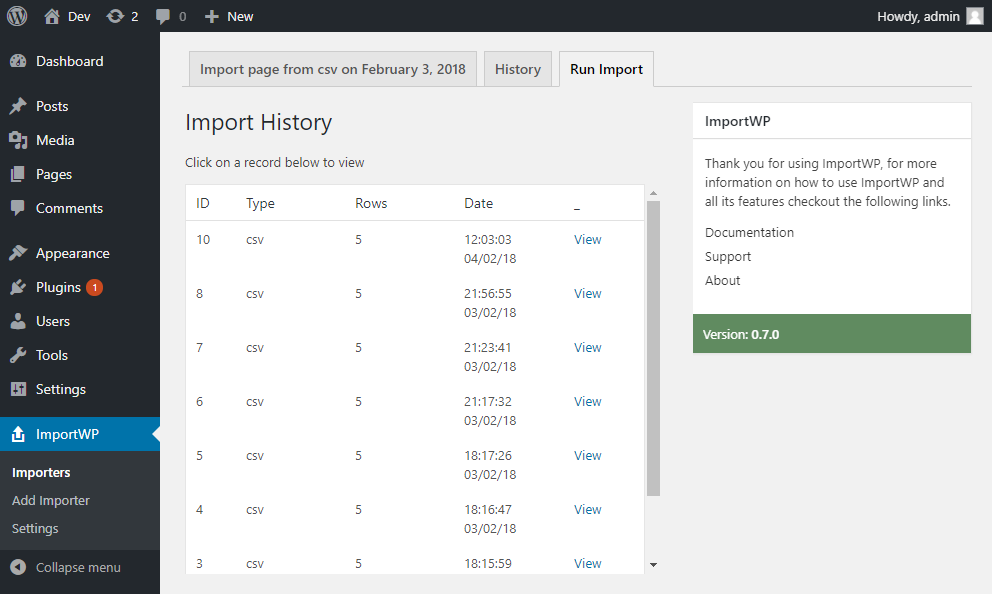 Dev 2 0 New Howdy, admin
Dashboard
Posts
Media
Pages
Comments
Appearance
Plugins 1
Users
Tools
Settings
ImportWP
Importers
Add Importer
Settings
Collapse menu
Import page from csv on February 3, 2018 History Run Import
Import History
Click on a record below to view
ID Type Rows Date _
10 csv 5 12:03:03 View
04/02/18
8 csv 5 21:56:55 View
03/02/18
7 csv 5 21:23:41 View
03/02/18
6 csv 5 21:17:32 View
03/02/18
5 csv 5 18:17:26 View
03/02/18
4 csv 5 18:16:47 View
03/02/18
3 csv 5 18:15:59 View
ImportWP
Thank you for using ImportWP, for more
information on how to use ImportWP and
all its features checkout the following links.
Documentation
Support
About
Version: 0.7.0